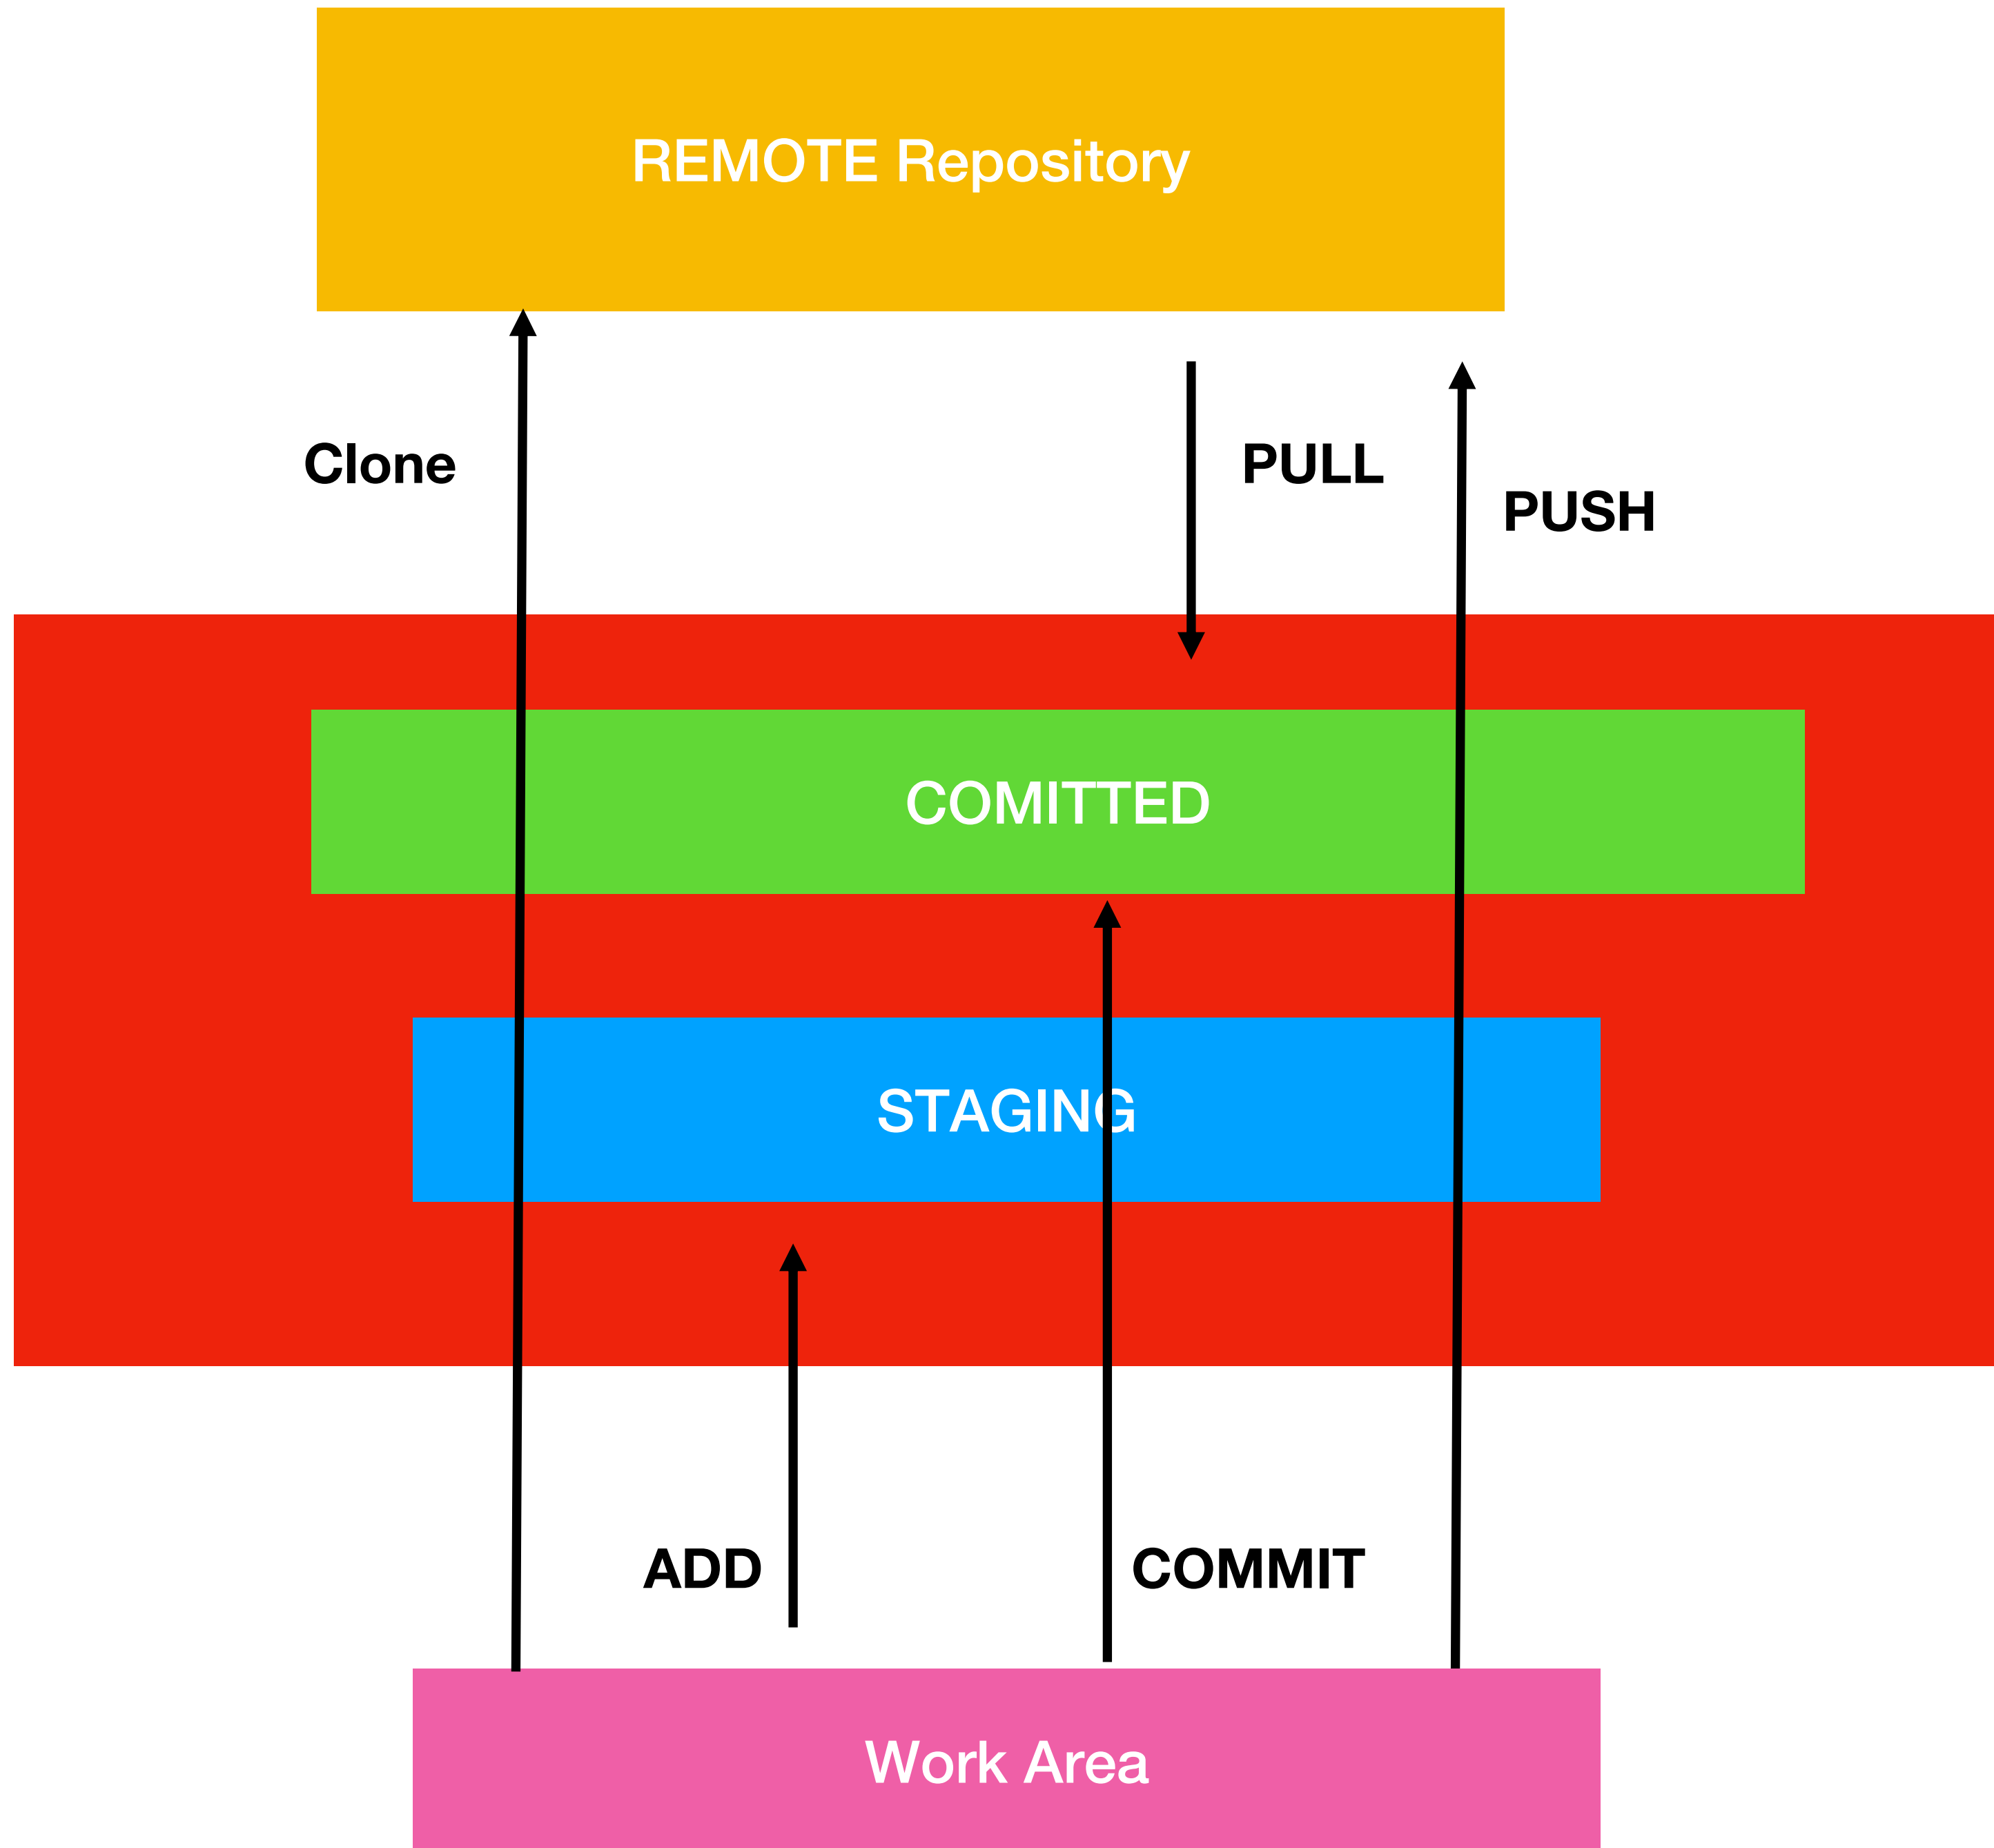 REMOTE Repository
Clone
PULL
PUSH
COMITTED
STAGING
ADD
COMMIT
Work Area